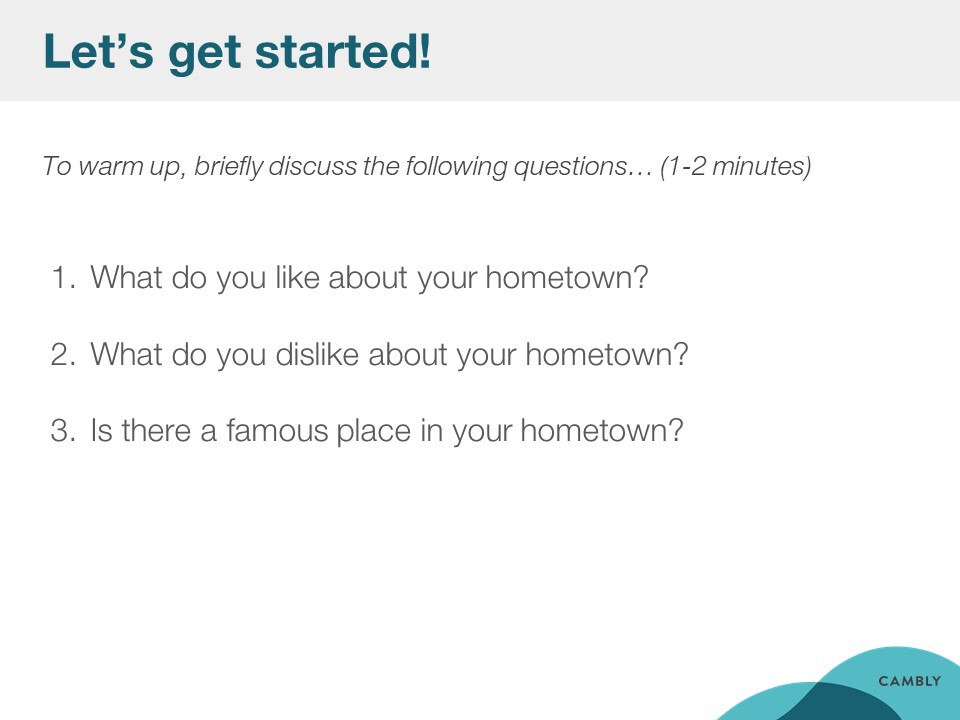 Let’s get started!
To warm up, briefly discuss the following questions… (1-2 minutes)
1. What do you like about your hometown?
2. What do you dislike about your hometown?
3. Is there a famous place in your hometown?
CAMBLY